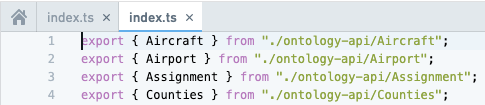 index.ts index.ts
1 export { Aircraft } from "./ontology-api/Aircraft";
2 export { Airport } from "./ontology-api/Airport";
3 export { Assignment } from "./ontology-api/Assignment";
4 export { Counties } from "./ontology-api/Counties";